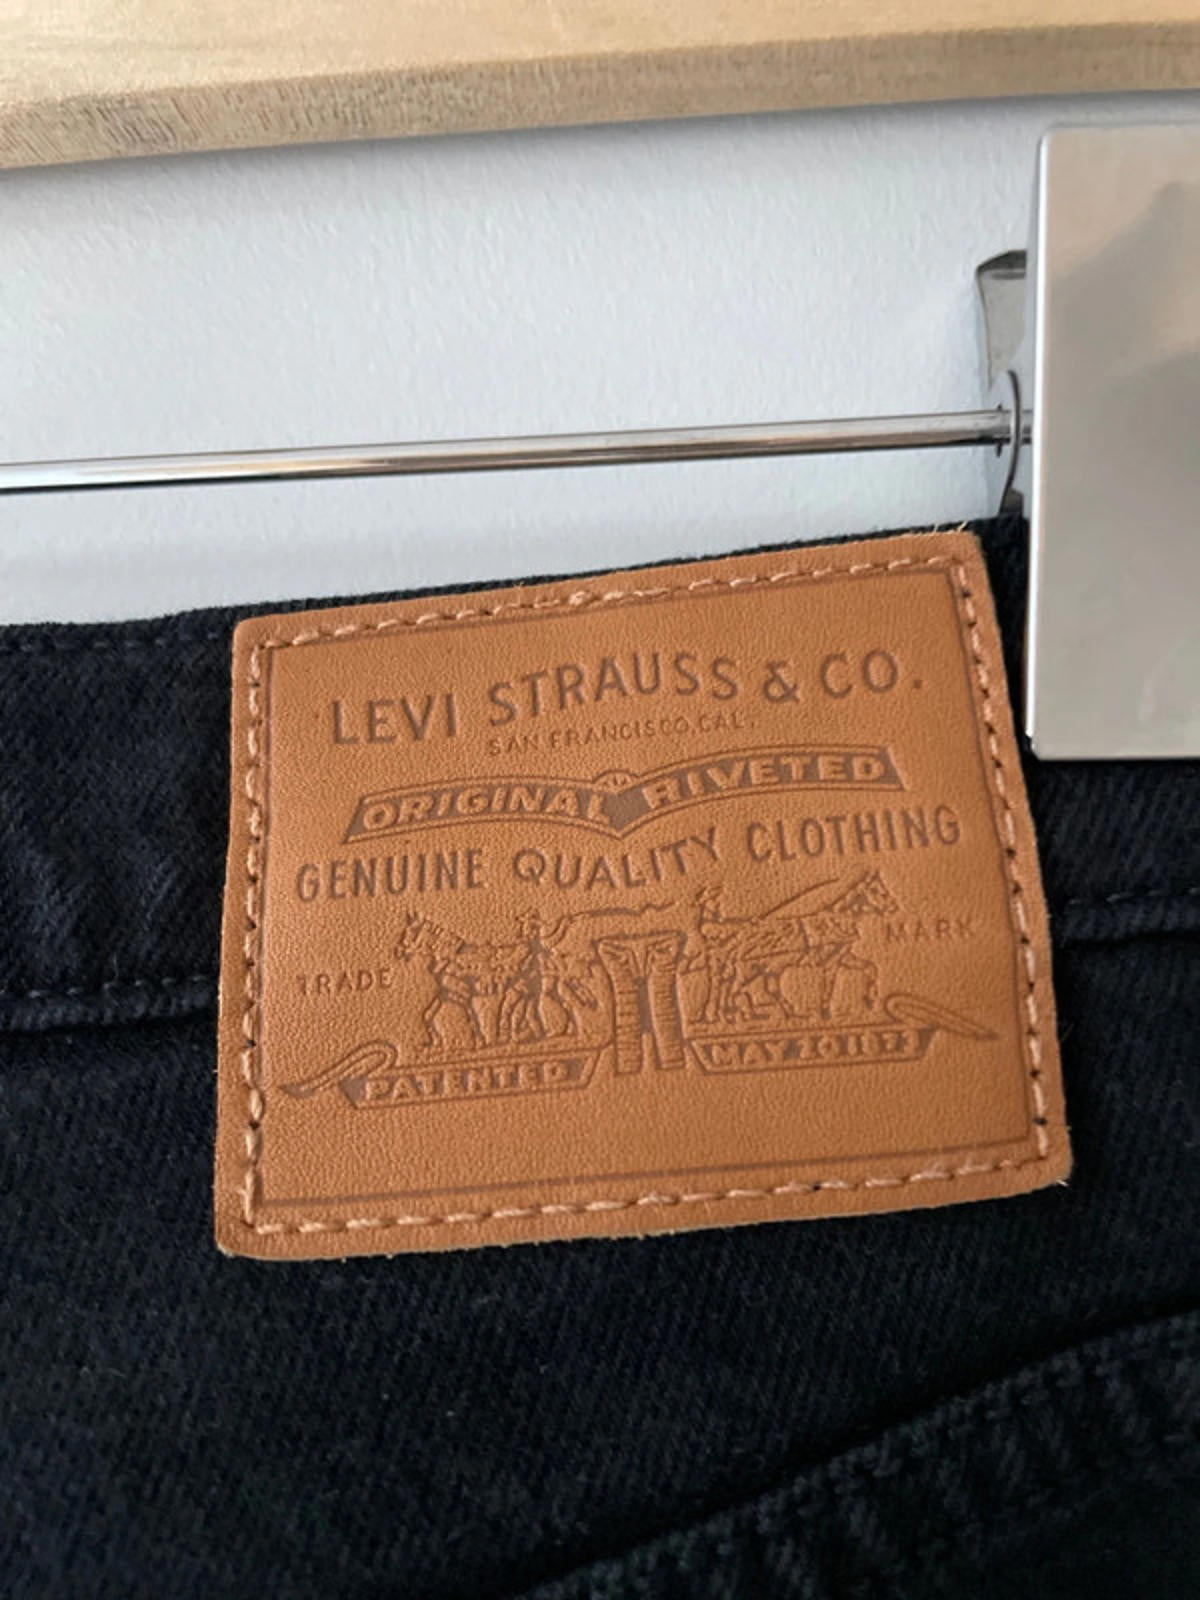 LEVI STRAUSS & CO.
SAN FRANCISCO, CAL.
ORIGINAL RIVETED
GENUINE QUALITY CLOTHING
TRADE MARK
PATENTED MAY 20 1873